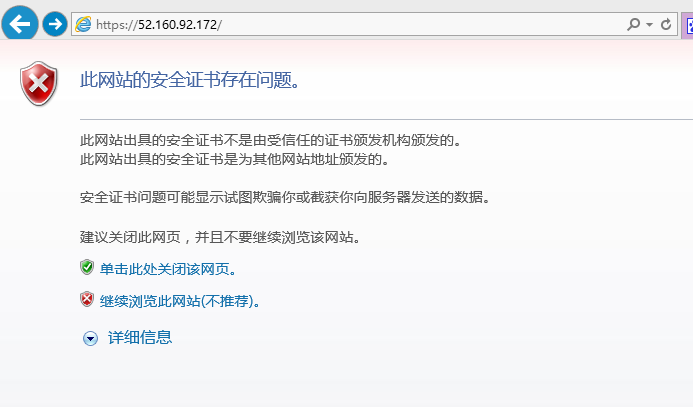 https://52.160.92.172/
此网站的安全证书存在问题。
此网站出具的安全证书不是由受信任的证书颁发机构颁发的。
此网站出具的安全证书是为其他网站地址颁发的。
安全证书问题可能显示试图欺骗你或截获你向服务器发送的数据。
建议关闭此网页，并且不要继续浏览该网站。
单击此处关闭该网页。
继续浏览此网站(不推荐)。
详细信息